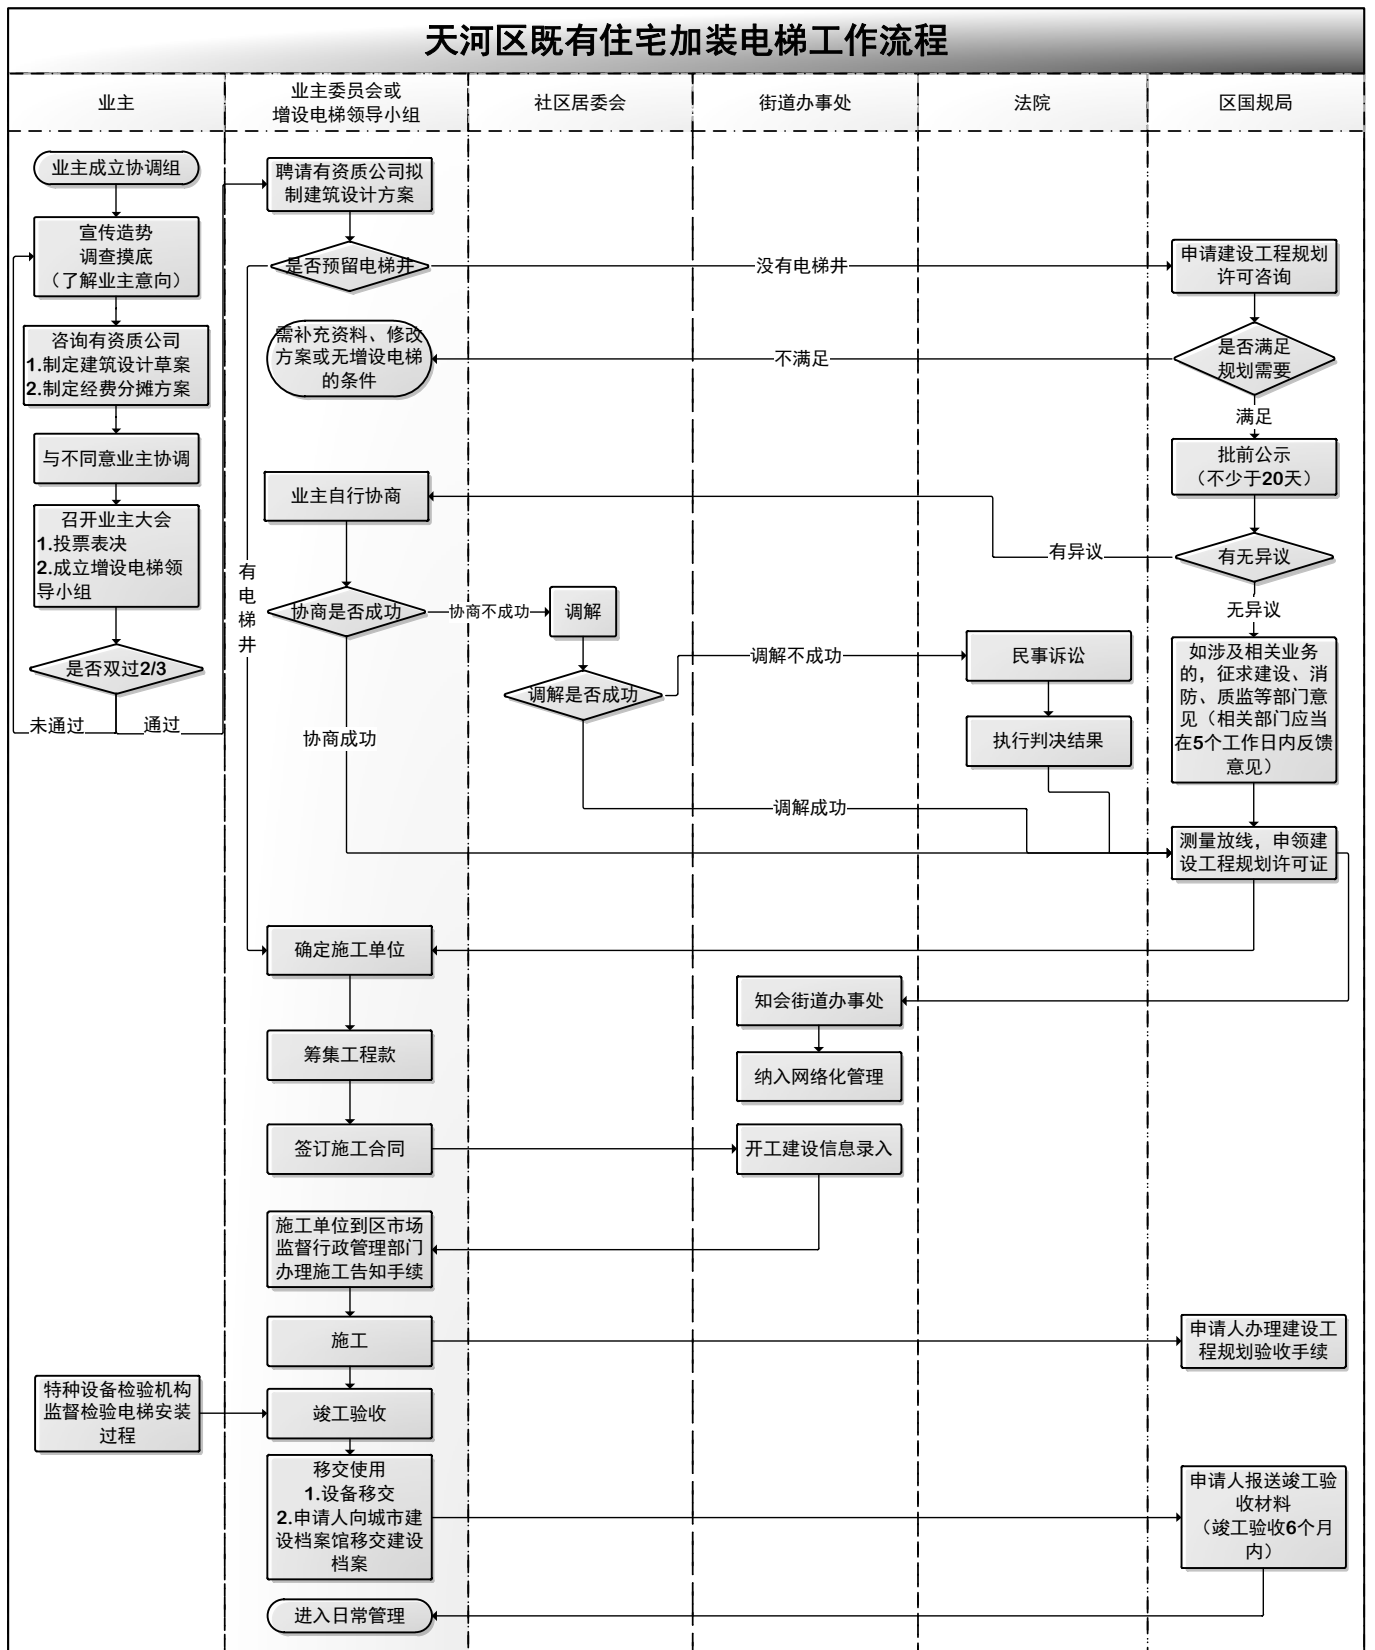 天河区既有住宅加装电梯工作流程
业主
业主委员会或
增设电梯领导小组
社区居委会
街道办事处
法院
区国规局
业主成立协调组
宣传造势
调查摸底
（了解业主意向）
咨询有资质公司
1.制定建筑设计草案
2.制定经费分摊方案
与不同意业主协调
召开业主大会
1.投票表决
2.成立增设电梯领
导小组
是否双过2/3
未通过
通过
聘请有资质公司拟
制建筑设计方案
是否预留电梯井
没有电梯井
申请建设工程规划
许可咨询
需补充资料、修改
方案或无增设电梯
的条件
不满足
是否满足
规划需要
满足
批前公示
（不少于20天）
业主自行协商
有异议
有无异议
无异议
有
电
梯
井
协商是否成功
协商不成功
调解
调解是否成功
调解不成功
民事诉讼
执行判决结果
如涉及相关业务
的，征求建设、消
防、质监等部门意
见（相关部门应当
在5个工作日内反馈
意见）
协商成功
调解成功
测量放线，申领建
设工程规划许可证
确定施工单位
知会街道办事处
筹集工程款
纳入网络化管理
签订施工合同
开工建设信息录入
施工单位到区市场
监督行政管理部门
办理施工告知手续
施工
申请人办理建设工
程规划验收手续
特种设备检验机构
监督检验电梯安装
过程
竣工验收
移交使用
1.设备移交
2.申请人向城市建
设档案馆移交建设
档案
申请人报送竣工验
收材料
（竣工验收6个月
内）
进入日常管理